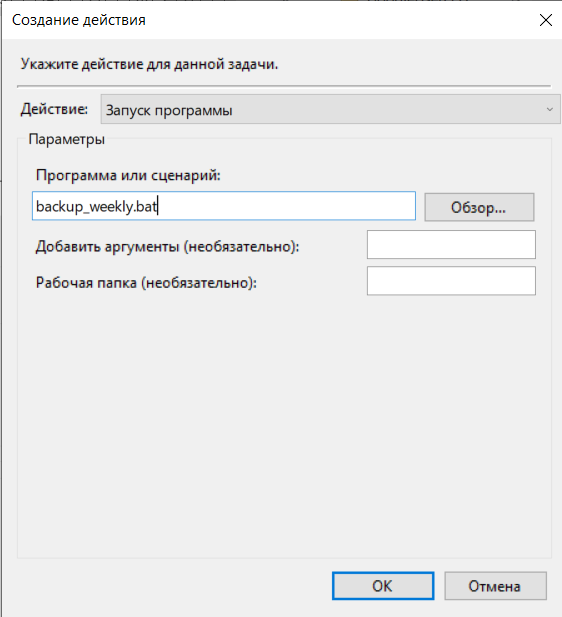 Создание действия
Укажите действие для данной задачи.
Действие: Запуск программы
Параметры
Программа или сценарий:
backup_weekly.bat Обзор...
Добавить аргументы (необязательно):
Рабочая папка (необязательно):
ОК Отмена